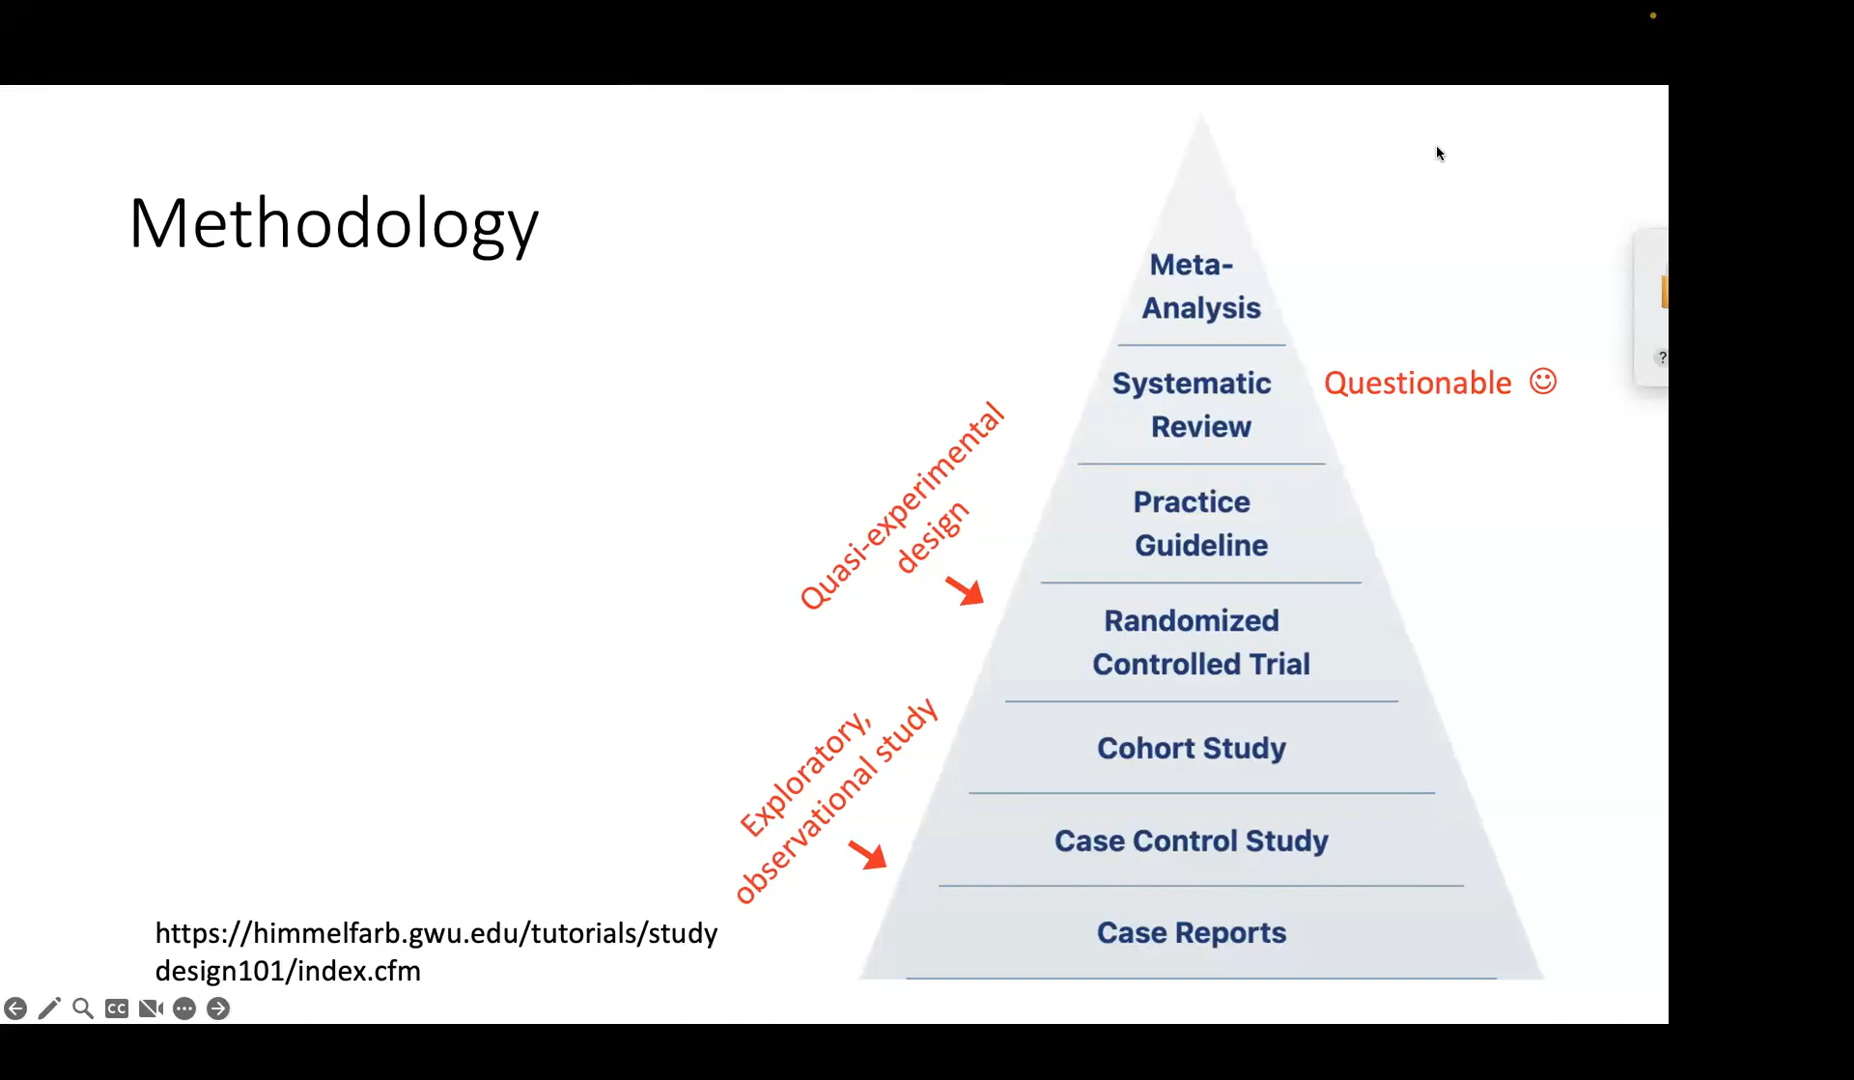 Methodology
Meta-
Analysis
Systematic
Review
Questionable ☺
Practice
Guideline
Quasi-experimental
design
Randomized
Controlled Trial
Cohort Study
Exploratory,
observational study
Case Control Study
Case Reports
https://himmelfarb.gwu.edu/tutorials/study
design101/index.cfm
CC
?